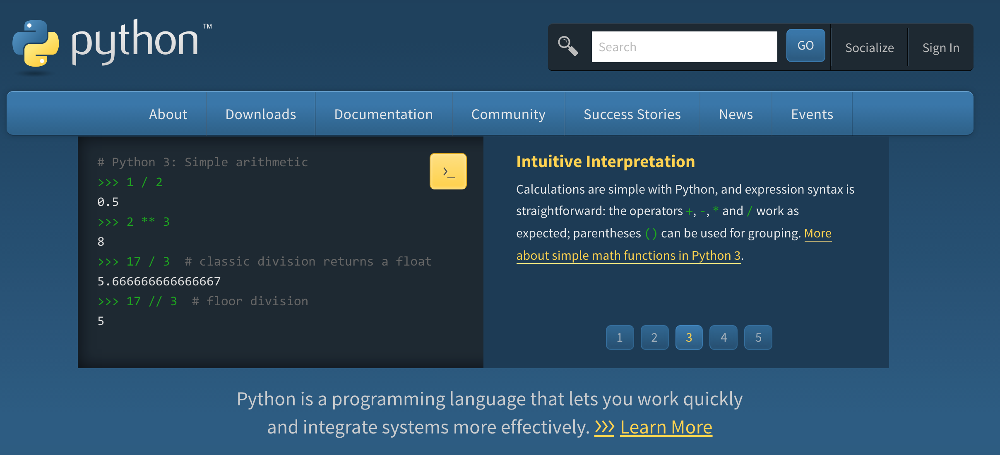 python™
Search
GO
Socialize
Sign In
About
Downloads
Documentation
Community
Success Stories
News
Events
# Python 3: Simple arithmetic
>>> 1 / 2
0.5
>>> 2 ** 3
8
>>> 17 / 3  # classic division returns a float
5.666666666666667
>>> 17 // 3  # floor division
5
>_
Intuitive Interpretation
Calculations are simple with Python, and expression syntax is
straightforward: the operators +, -, * and / work as
expected; parentheses () can be used for grouping. More
about simple math functions in Python 3.
1
2
3
4
5
Python is a programming language that lets you work quickly
and integrate systems more effectively. >>> Learn More